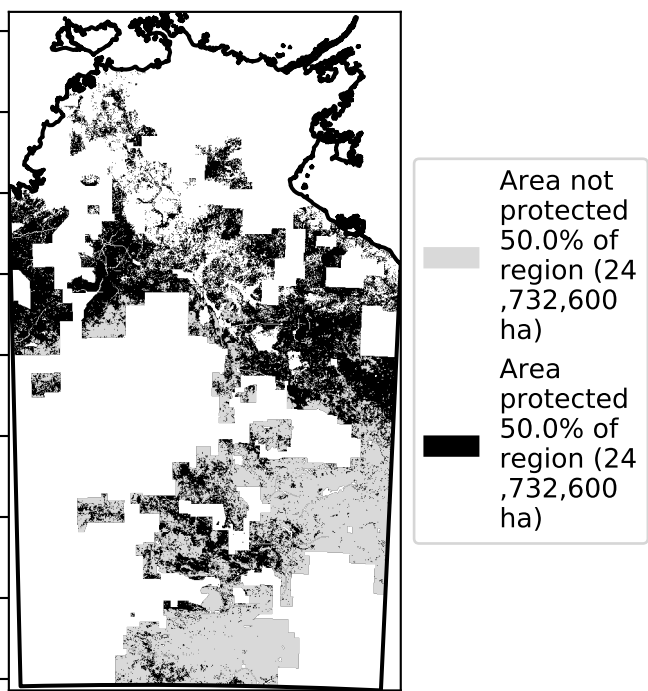 Area not
protected
50.0% of
region (24
,732,600
ha)
Area
protected
50.0% of
region (24
,732,600
ha)